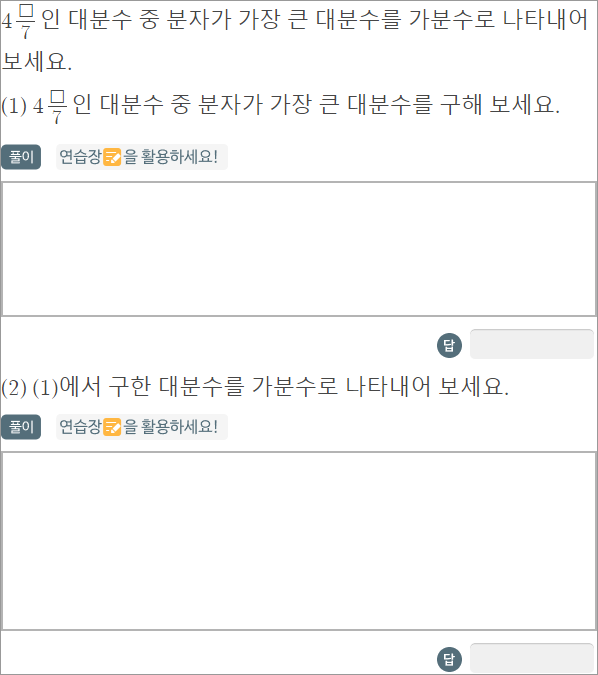 4 □/7 인 대분수 중 분자가 가장 큰 대분수를 가분수로 나타내어
보세요.
(1) 4 □/7 인 대분수 중 분자가 가장 큰 대분수를 구해 보세요.
풀이 연습장을 활용하세요!
답
(2) (1)에서 구한 대분수를 가분수로 나타내어 보세요.
풀이 연습장을 활용하세요!
답